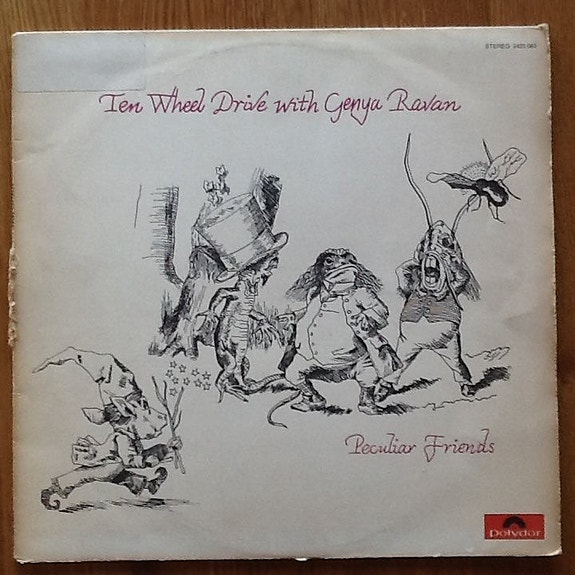 STEREO 2425 065
Ten Wheel Drive with Genya Ravan
Peculiar Friends
polydor